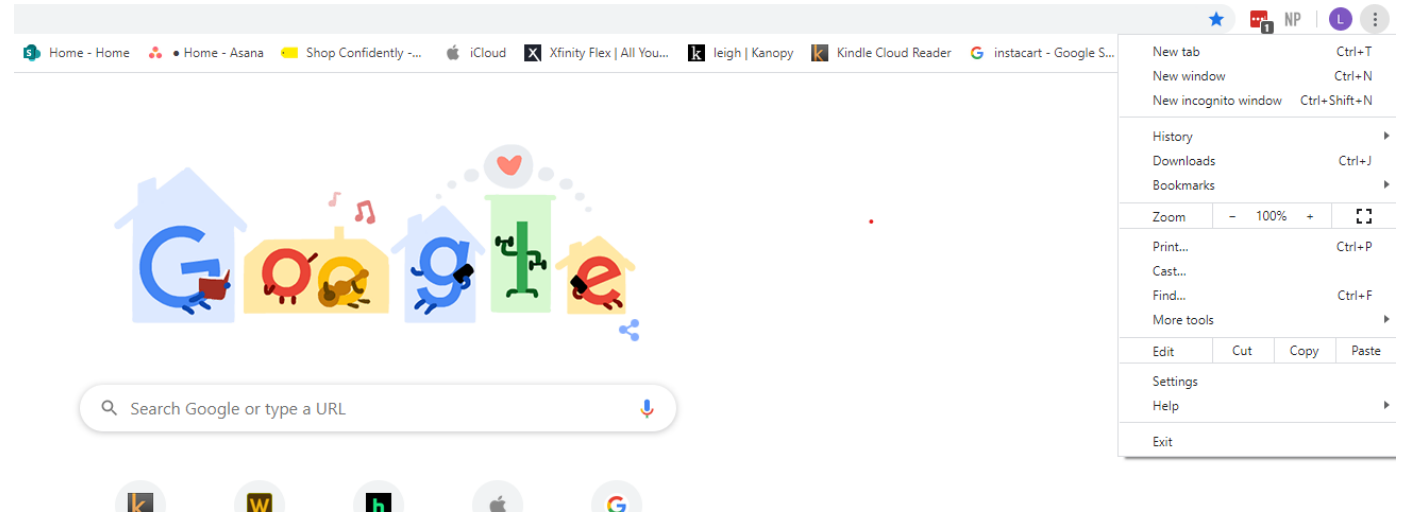 NP L
1
Home - Home ● Home - Asana Shop Confidently -... iCloud X Xfinity Flex | All You... k leigh | Kanopy k Kindle Cloud Reader G instacart - Google S...
New tab Ctrl+T
New window Ctrl+N
New incognito window Ctrl+Shift+N
History
Downloads Ctrl+J
Bookmarks
Zoom − 100% +
Print... Ctrl+P
Cast...
Find... Ctrl+F
More tools
Edit Cut Copy Paste
Settings
Help
Exit
Google
Search Google or type a URL
k W h G